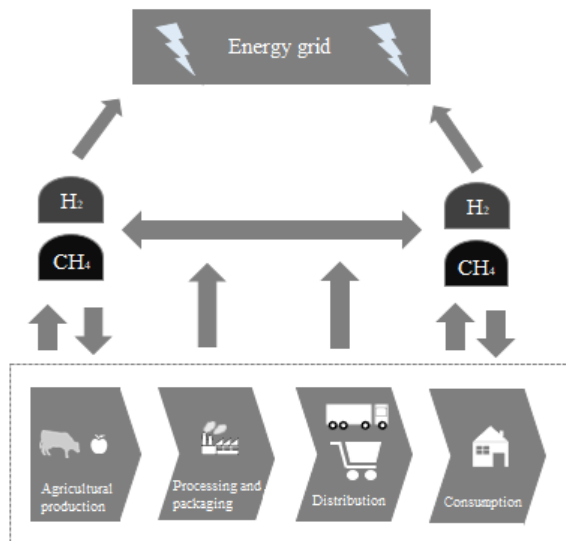 Energy grid
H₂
H₂
CH₄
CH₄
Agricultural
production
Processing and
packaging
Distribution
Consumption